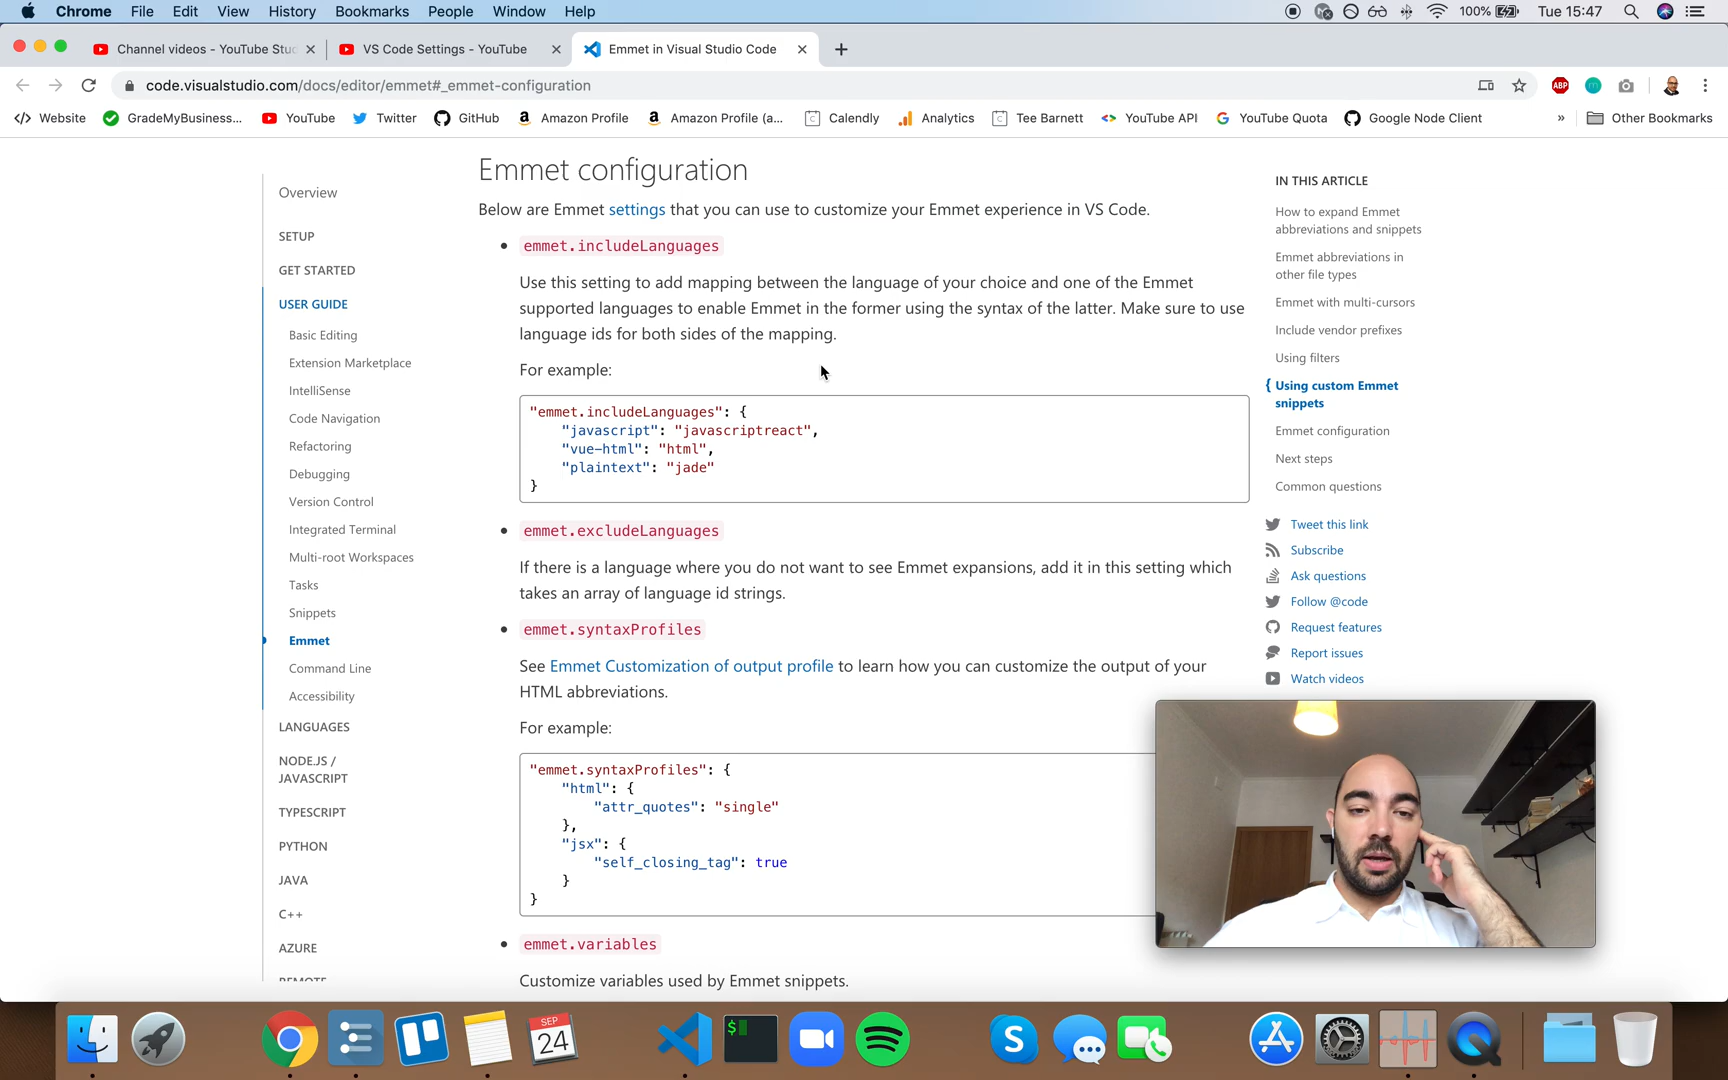 Chrome File Edit View History Bookmarks People Window Help 100% Tue 15:47
Channel videos - YouTube Stu
VS Code Settings - YouTube
Emmet in Visual Studio Code
code.visualstudio.com/docs/editor/emmet#_emmet-configuration
ABP
m
Website GradeMyBusiness... YouTube Twitter GitHub Amazon Profile Amazon Profile (a... Calendly Analytics Tee Barnett YouTube API YouTube Quota Google Node Client » Other Bookmarks
Overview
SETUP
GET STARTED
USER GUIDE
Basic Editing
Extension Marketplace
IntelliSense
Code Navigation
Refactoring
Debugging
Version Control
Integrated Terminal
Multi-root Workspaces
Tasks
Snippets
Emmet
Command Line
Accessibility
LANGUAGES
NODE.JS /
JAVASCRIPT
TYPESCRIPT
PYTHON
JAVA
C++
AZURE
REMOTE
Emmet configuration
Below are Emmet settings that you can use to customize your Emmet experience in VS Code.
emmet.includeLanguages
Use this setting to add mapping between the language of your choice and one of the Emmet
supported languages to enable Emmet in the former using the syntax of the latter. Make sure to use
language ids for both sides of the mapping.
For example:
"emmet.includeLanguages": {
"javascript": "javascriptreact",
"vue-html": "html",
"plaintext": "jade"
}
emmet.excludeLanguages
If there is a language where you do not want to see Emmet expansions, add it in this setting which
takes an array of language id strings.
emmet.syntaxProfiles
See Emmet Customization of output profile to learn how you can customize the output of your
HTML abbreviations.
For example:
"emmet.syntaxProfiles": {
"html": {
"attr_quotes": "single"
},
"jsx": {
"self_closing_tag": true
}
}
emmet.variables
Customize variables used by Emmet snippets.
IN THIS ARTICLE
How to expand Emmet
abbreviations and snippets
Emmet abbreviations in
other file types
Emmet with multi-cursors
Include vendor prefixes
Using filters
Using custom Emmet
snippets
Emmet configuration
Next steps
Common questions
Tweet this link
Subscribe
Ask questions
Follow @code
Request features
Report issues
Watch videos
SEP
24
$
S